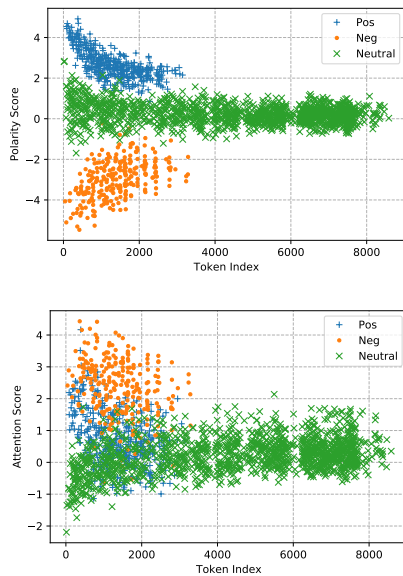 4
2
0
−2
−4
Polarity Score
Pos
Neg
Neutral
0
2000
4000
6000
8000
Token Index
4
3
2
1
0
−1
−2
Attention Score
Pos
Neg
Neutral
0
2000
4000
6000
8000
Token Index